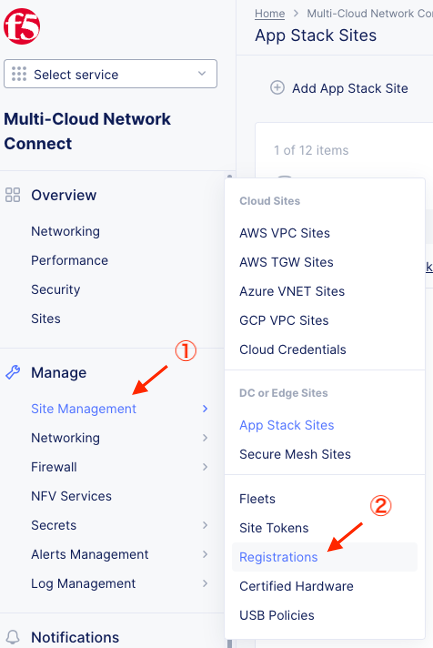 f5
Select service
Multi-Cloud Network
Connect
Overview
Networking
Performance
Security
Sites
Manage
①
Site Management
Networking
Firewall
NFV Services
Secrets
Alerts Management
Log Management
Notifications
Home > Multi-Cloud Network Con
App Stack Sites
Add App Stack Site
1 of 12 items
Cloud Sites
AWS VPC Sites
AWS TGW Sites
Azure VNET Sites
GCP VPC Sites
Cloud Credentials
DC or Edge Sites
App Stack Sites
Secure Mesh Sites
Fleets
②
Site Tokens
Registrations
Certified Hardware
USB Policies
k